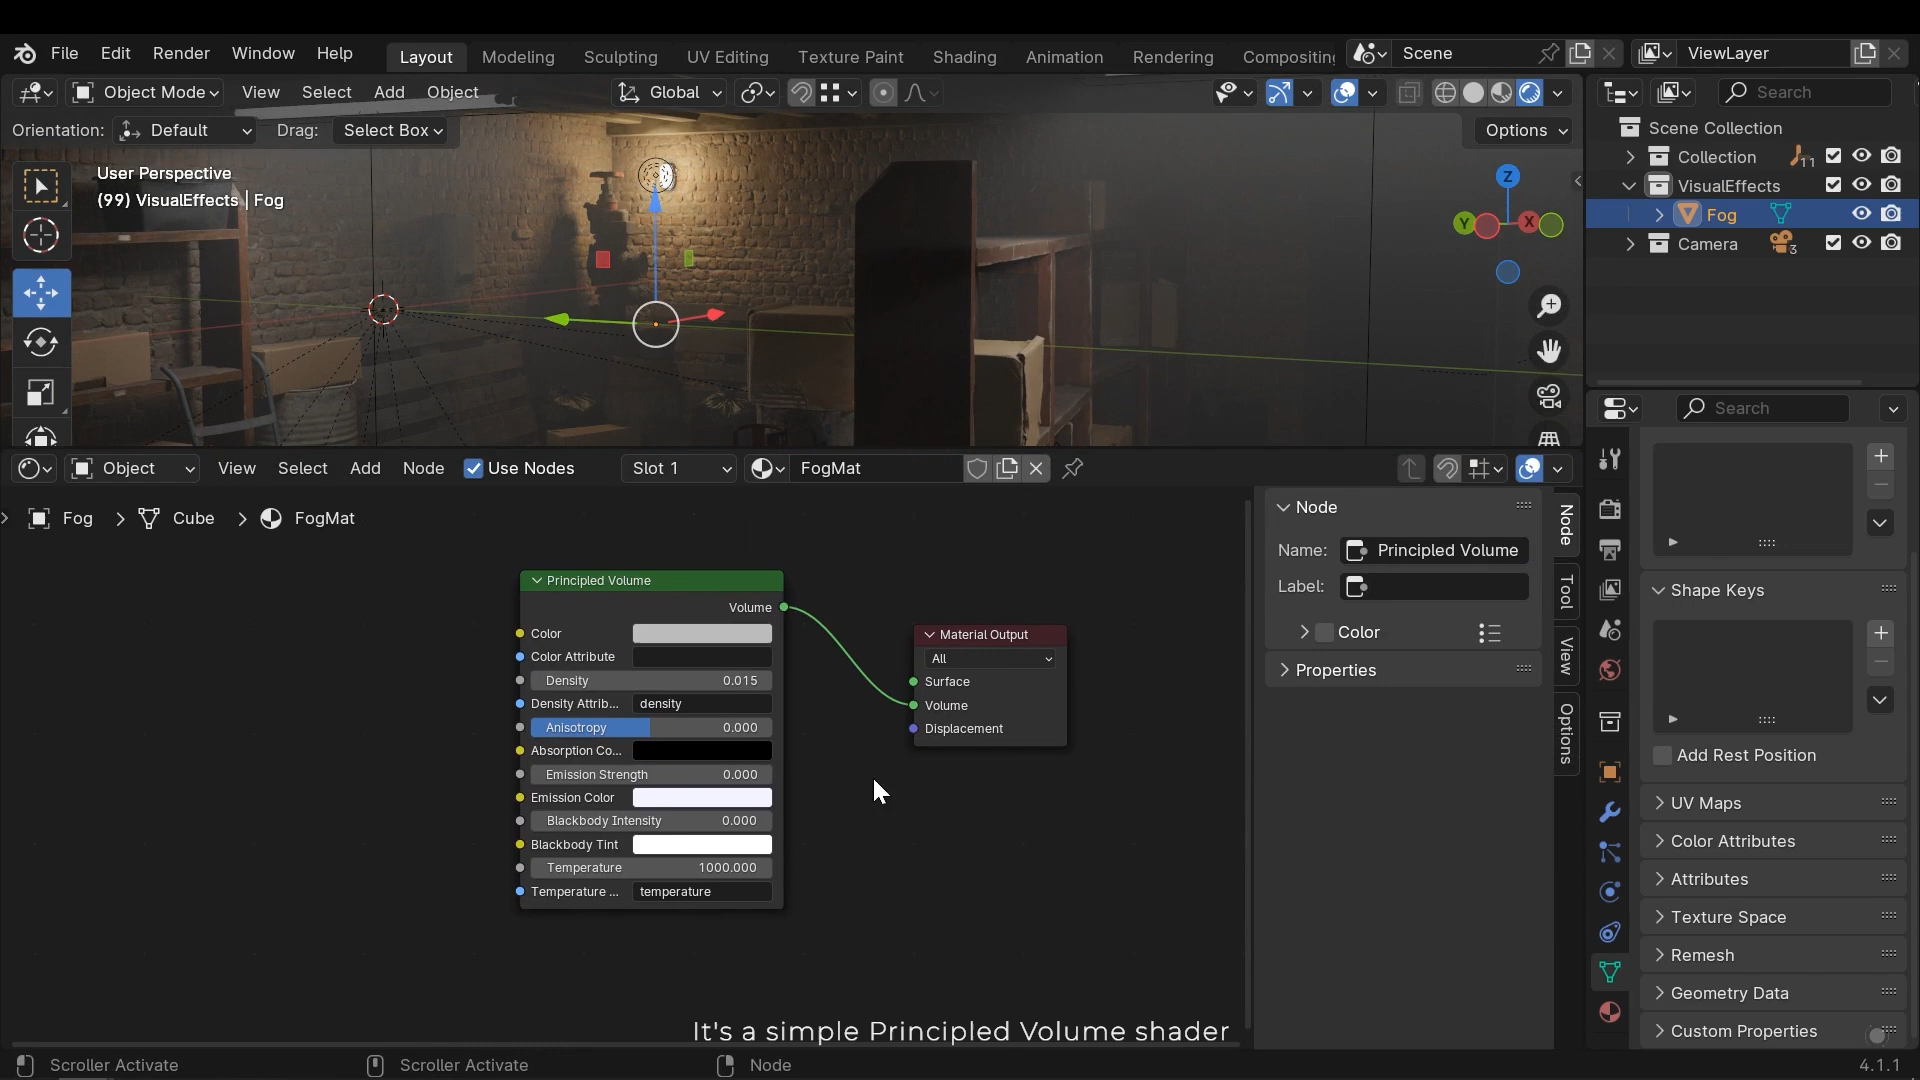 File Edit Render Window Help
Layout Modeling Sculpting UV Editing Texture Paint Shading Animation Rendering Compositing
Scene
ViewLayer
Object Mode View Select Add Object
Global
Search
Orientation: Default Drag: Select Box
Options
User Perspective
(99) VisualEffects | Fog
Z
Y
X
Scene Collection
Collection 11
VisualEffects
Fog
Camera 3
Search
Object View Select Add Node Use Nodes Slot 1 FogMat
Fog Cube FogMat
Principled Volume
Volume
Color
Color Attribute
Density 0.015
Density Attrib... density
Anisotropy 0.000
Absorption Co...
Emission Strength 0.000
Emission Color
Blackbody Intensity 0.000
Blackbody Tint
Temperature 1000.000
Temperature ... temperature
Material Output
All
Surface
Volume
Displacement
Node
Name: Principled Volume
Label:
Color
Properties
Node
Tool
View
Options
Shape Keys
Add Rest Position
UV Maps
Color Attributes
Attributes
Texture Space
Remesh
Geometry Data
Custom Properties
It's a simple Principled Volume shader
Scroller Activate Scroller Activate Node 4.1.1